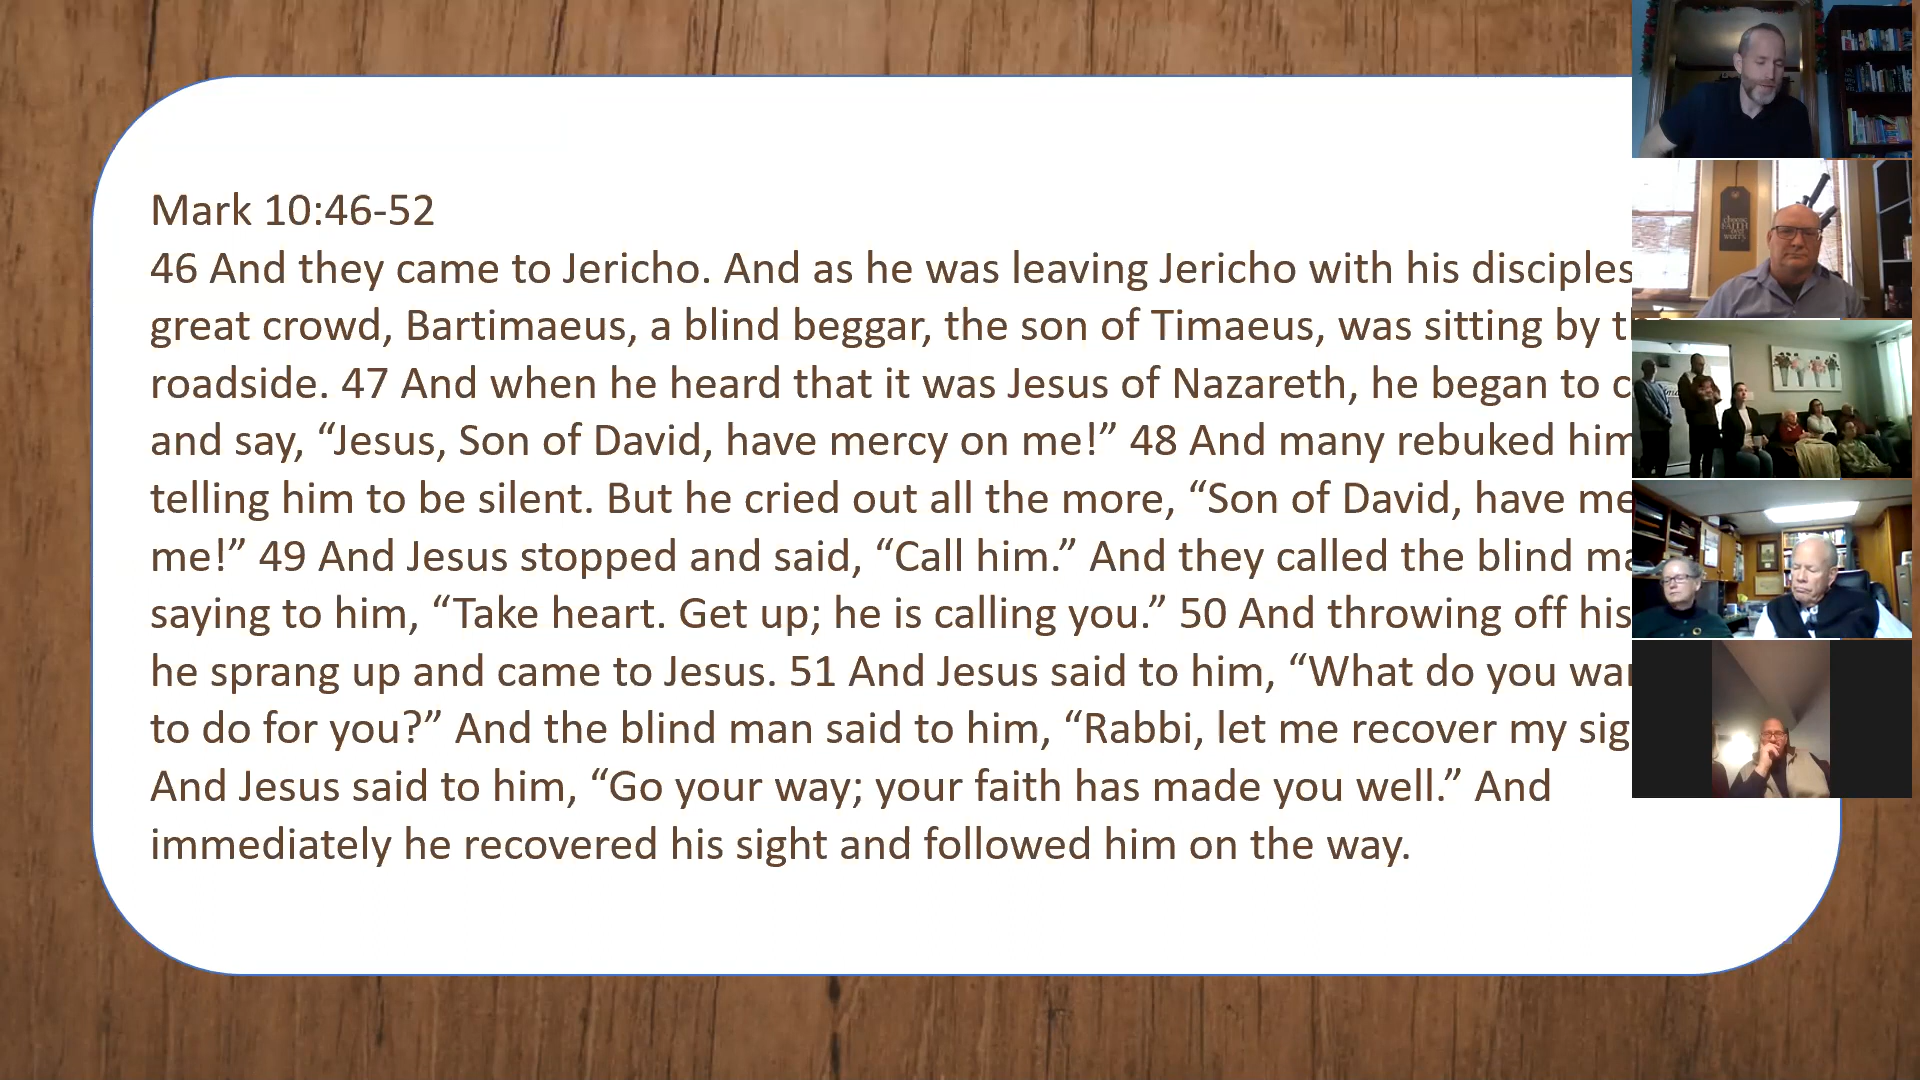 Mark 10:46-52
46 And they came to Jericho. And as he was leaving Jericho with his disciples
great crowd, Bartimaeus, a blind beggar, the son of Timaeus, was sitting by
roadside. 47 And when he heard that it was Jesus of Nazareth, he began to
and say, “Jesus, Son of David, have mercy on me!” 48 And many rebuked him
telling him to be silent. But he cried out all the more, “Son of David, have
me!” 49 And Jesus stopped and said, “Call him.” And they called the blind
saying to him, “Take heart. Get up; he is calling you.” 50 And throwing off his
he sprang up and came to Jesus. 51 And Jesus said to him, “What do you
to do for you?” And the blind man said to him, “Rabbi, let me recover my
And Jesus said to him, “Go your way; your faith has made you well.” And
immediately he recovered his sight and followed him on the way.
choose
FAITH
over
worry